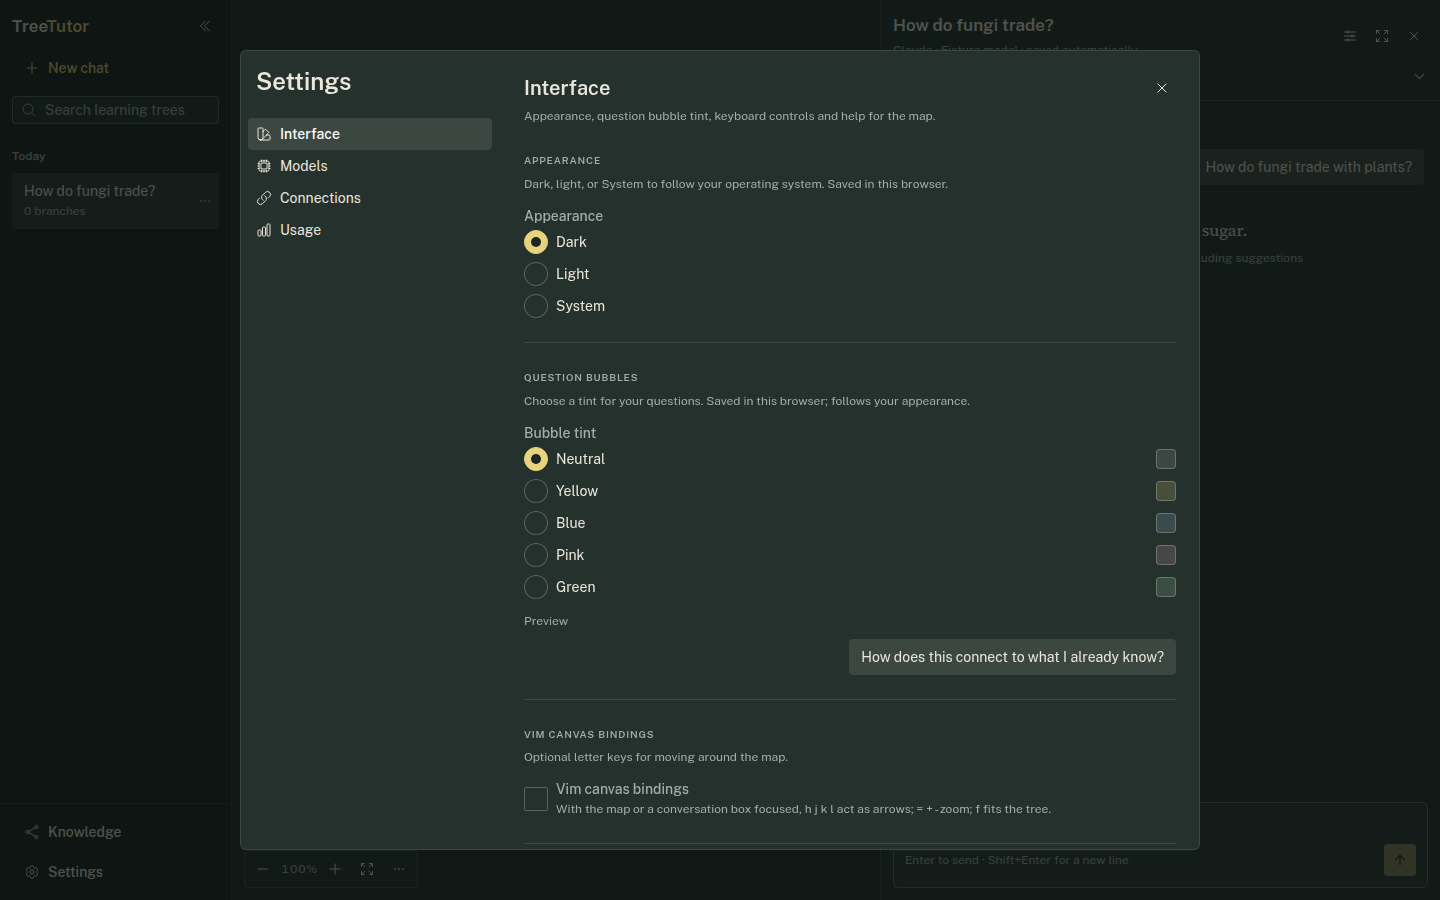 TreeTutor
New chat
Search learning trees
Today
How do fungi trade?
0 branches
Knowledge
Settings
Settings
Interface
Models
Connections
Usage
Interface
Appearance, question bubble tint, keyboard controls and help for the map.
APPEARANCE
Dark, light, or System to follow your operating system. Saved in this browser.
Appearance
Dark
Light
System
QUESTION BUBBLES
Choose a tint for your questions. Saved in this browser; follows your appearance.
Bubble tint
Neutral
Yellow
Blue
Pink
Green
Preview
How does this connect to what I already know?
VIM CANVAS BINDINGS
Optional letter keys for moving around the map.
Vim canvas bindings
With the map or a conversation box focused, h j k l act as arrows; = + - zoom; f fits the tree.
100%
How do fungi trade?
How do fungi trade with plants?
sugar.
suggestions
Enter to send · Shift+Enter for a new line